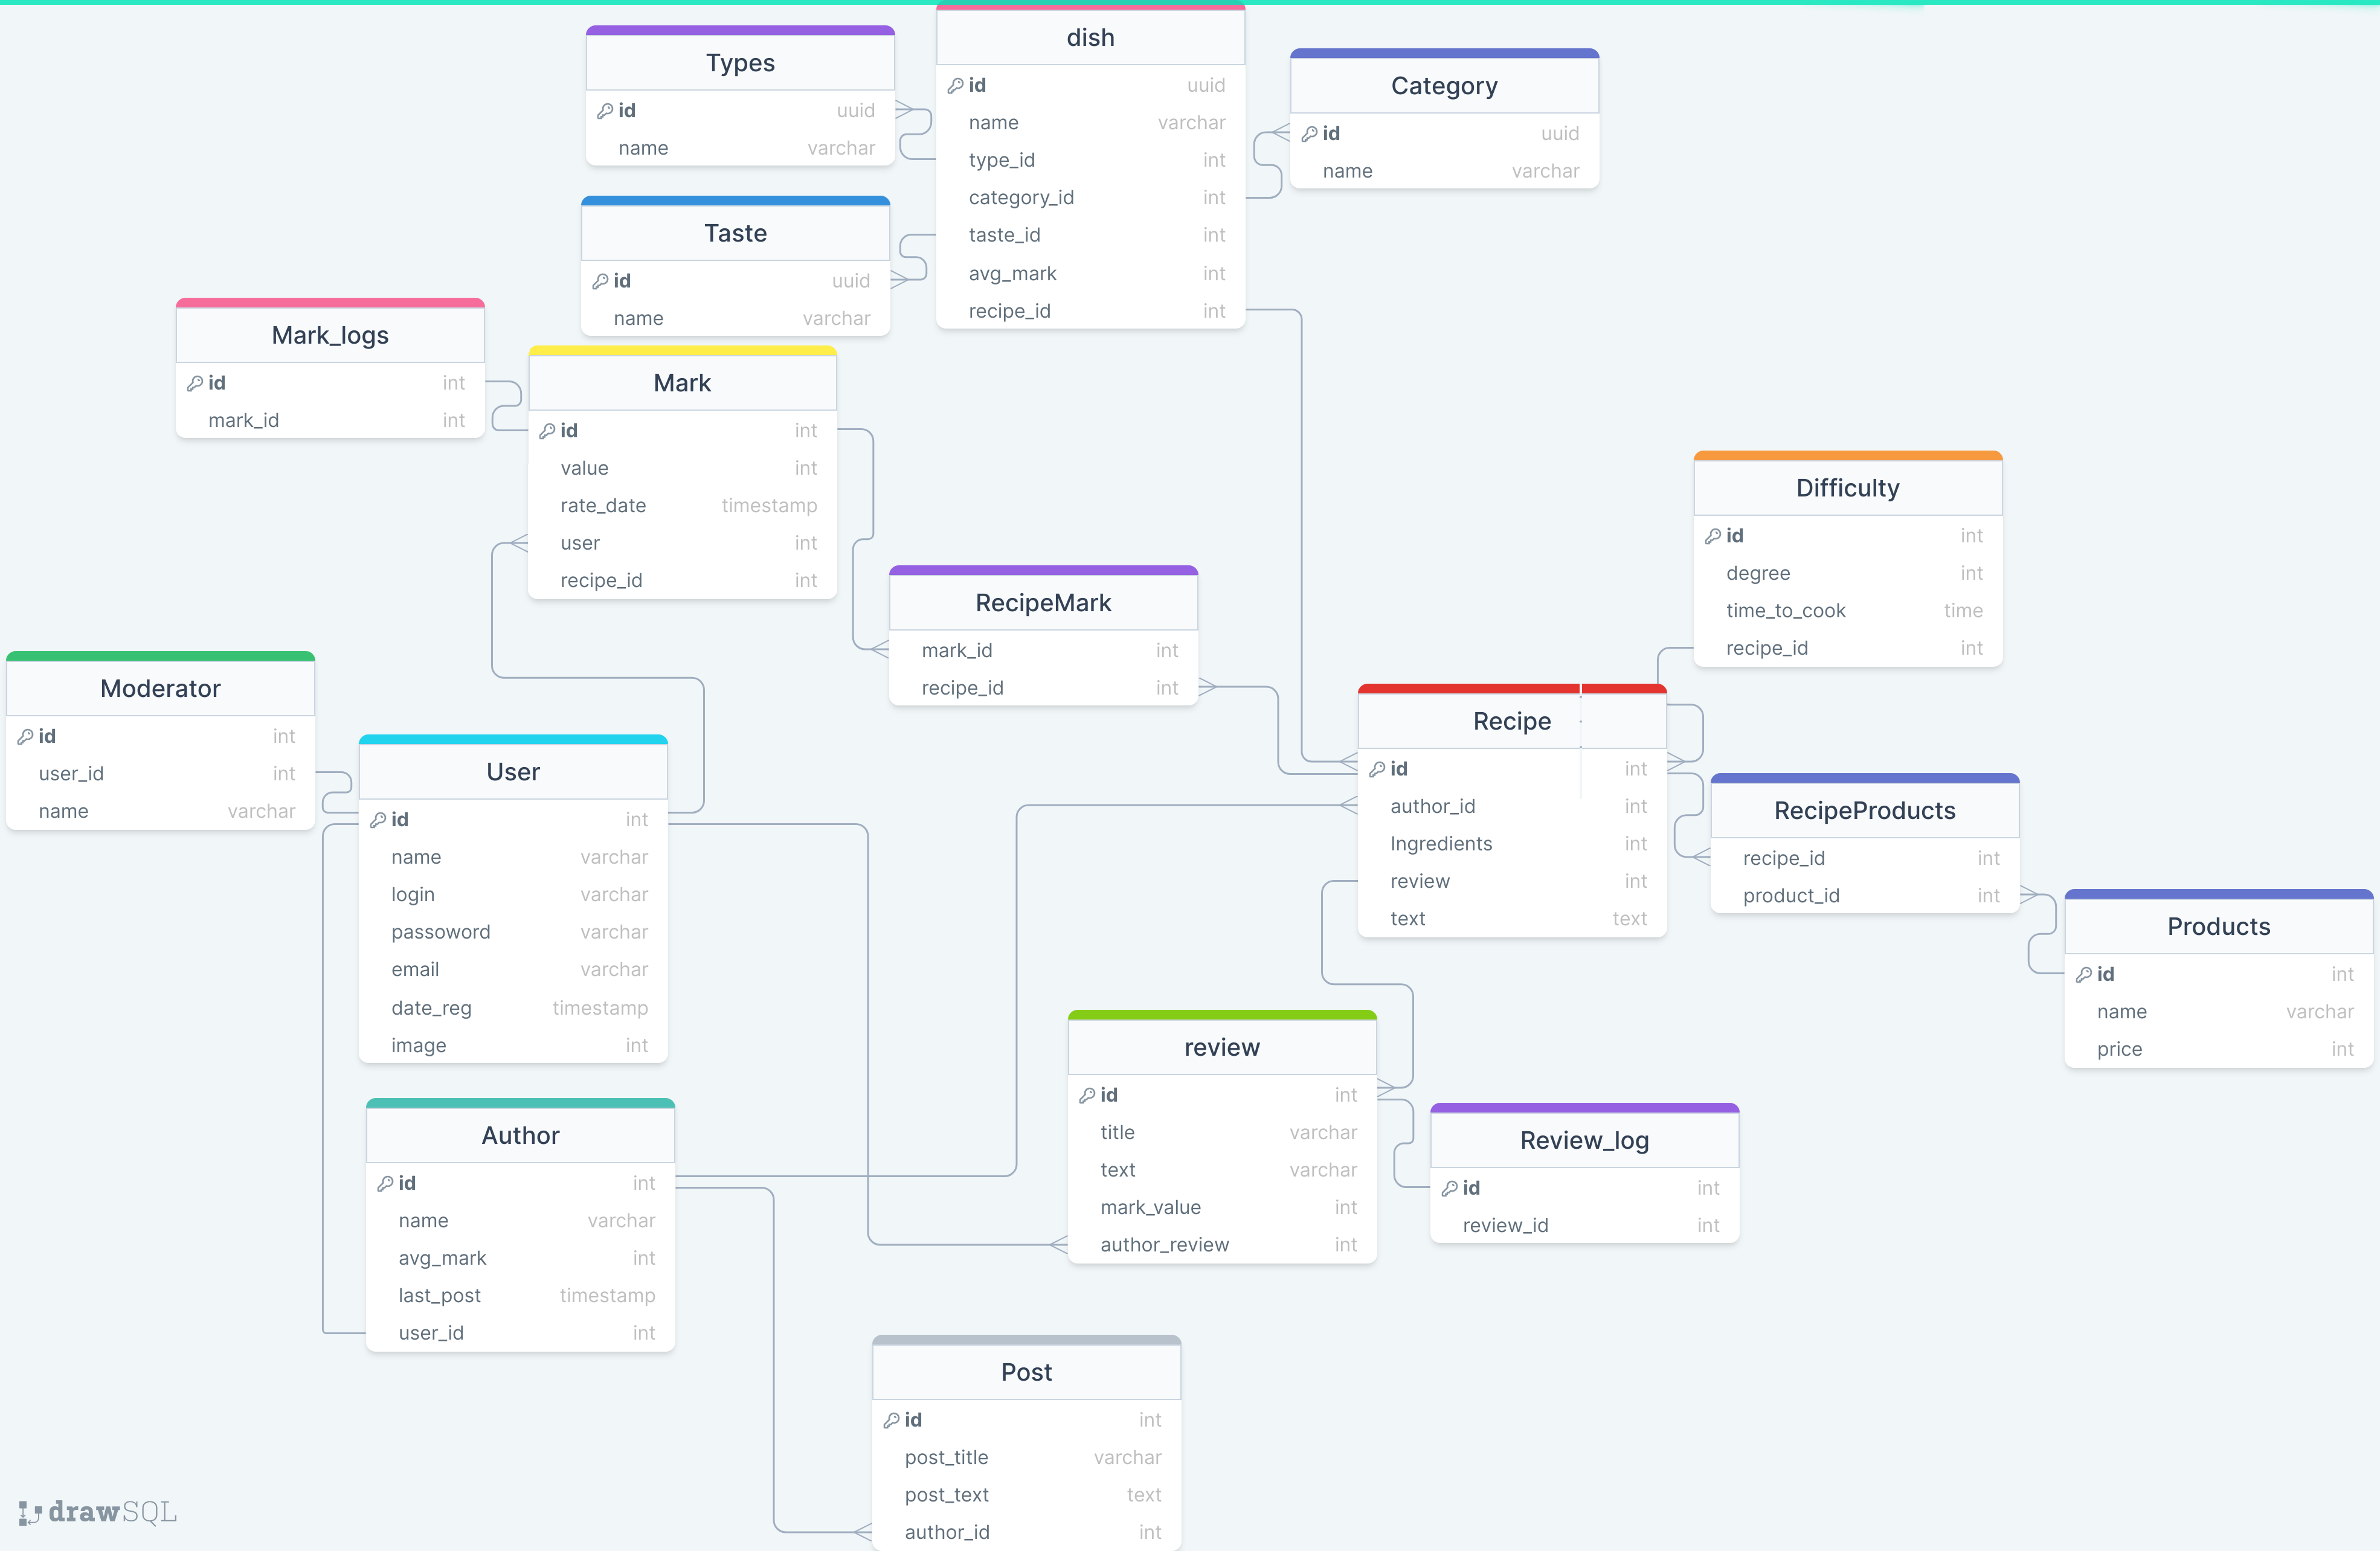 Types
id uuid
name varchar
dish
id uuid
name varchar
type_id int
category_id int
taste_id int
avg_mark int
recipe_id int
Category
id uuid
name varchar
Taste
id uuid
name varchar
Mark_logs
id int
mark_id int
Mark
id int
value int
rate_date timestamp
user int
recipe_id int
Difficulty
id int
degree int
time_to_cook time
recipe_id int
RecipeMark
mark_id int
recipe_id int
Moderator
id int
user_id int
name varchar
User
id int
name varchar
login varchar
passoword varchar
email varchar
date_reg timestamp
image int
Recipe
id int
author_id int
Ingredients int
review int
text text
RecipeProducts
recipe_id int
product_id int
Products
id int
name varchar
price int
review
id int
title varchar
text varchar
mark_value int
author_review int
Review_log
id int
review_id int
Author
id int
name varchar
avg_mark int
last_post timestamp
user_id int
Post
id int
post_title varchar
post_text text
author_id int
drawSQL